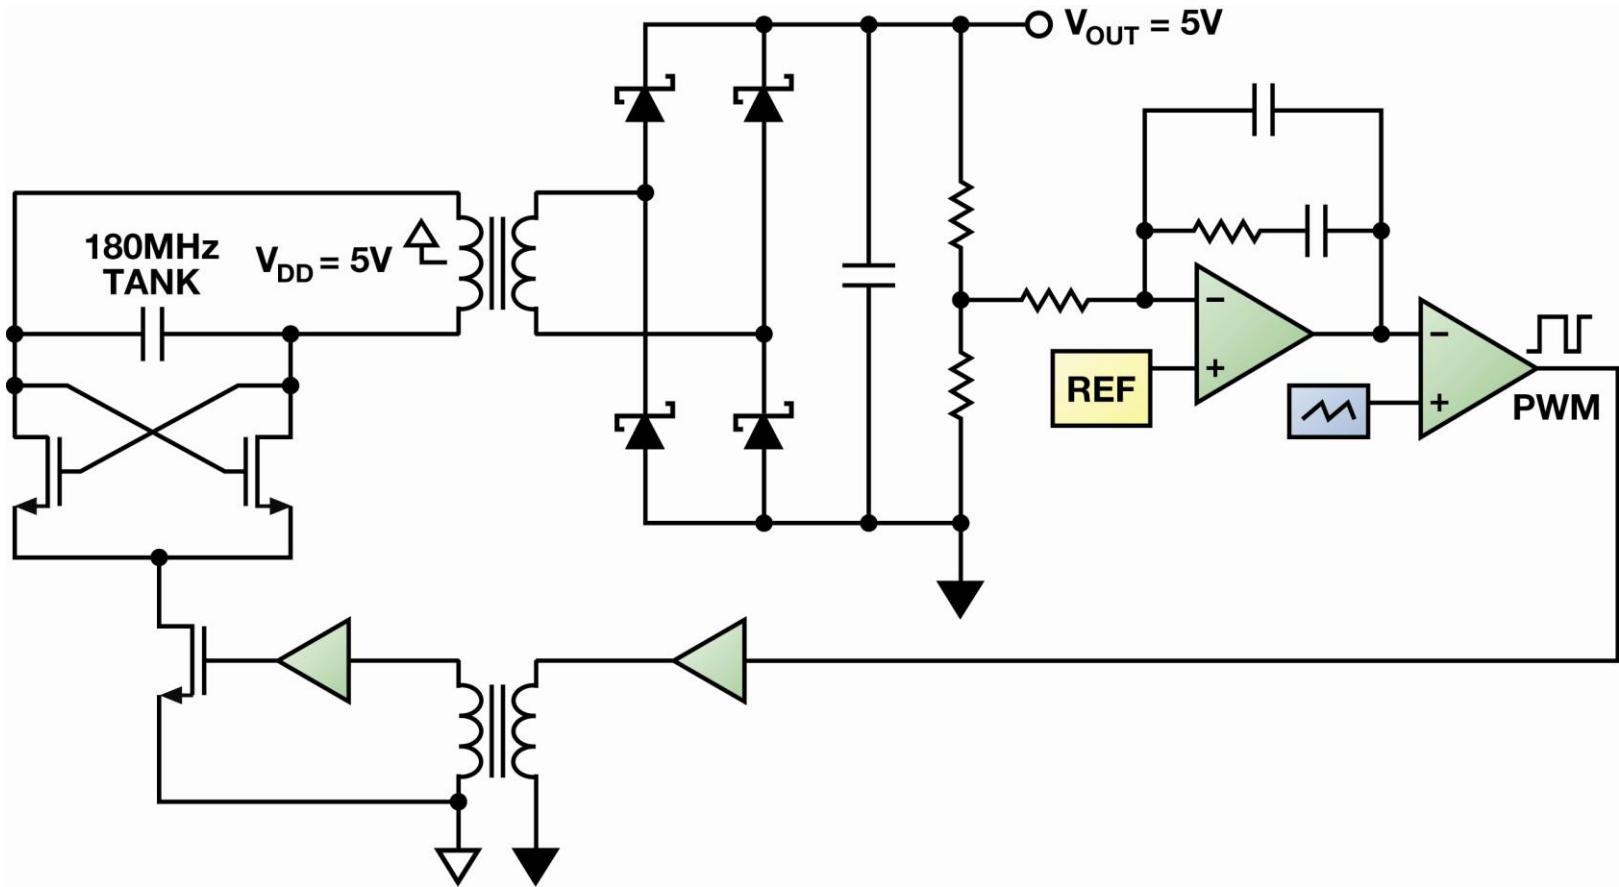 V_OUT = 5V
180MHz
TANK
V_DD = 5V
REF
−
+
−
+
PWM